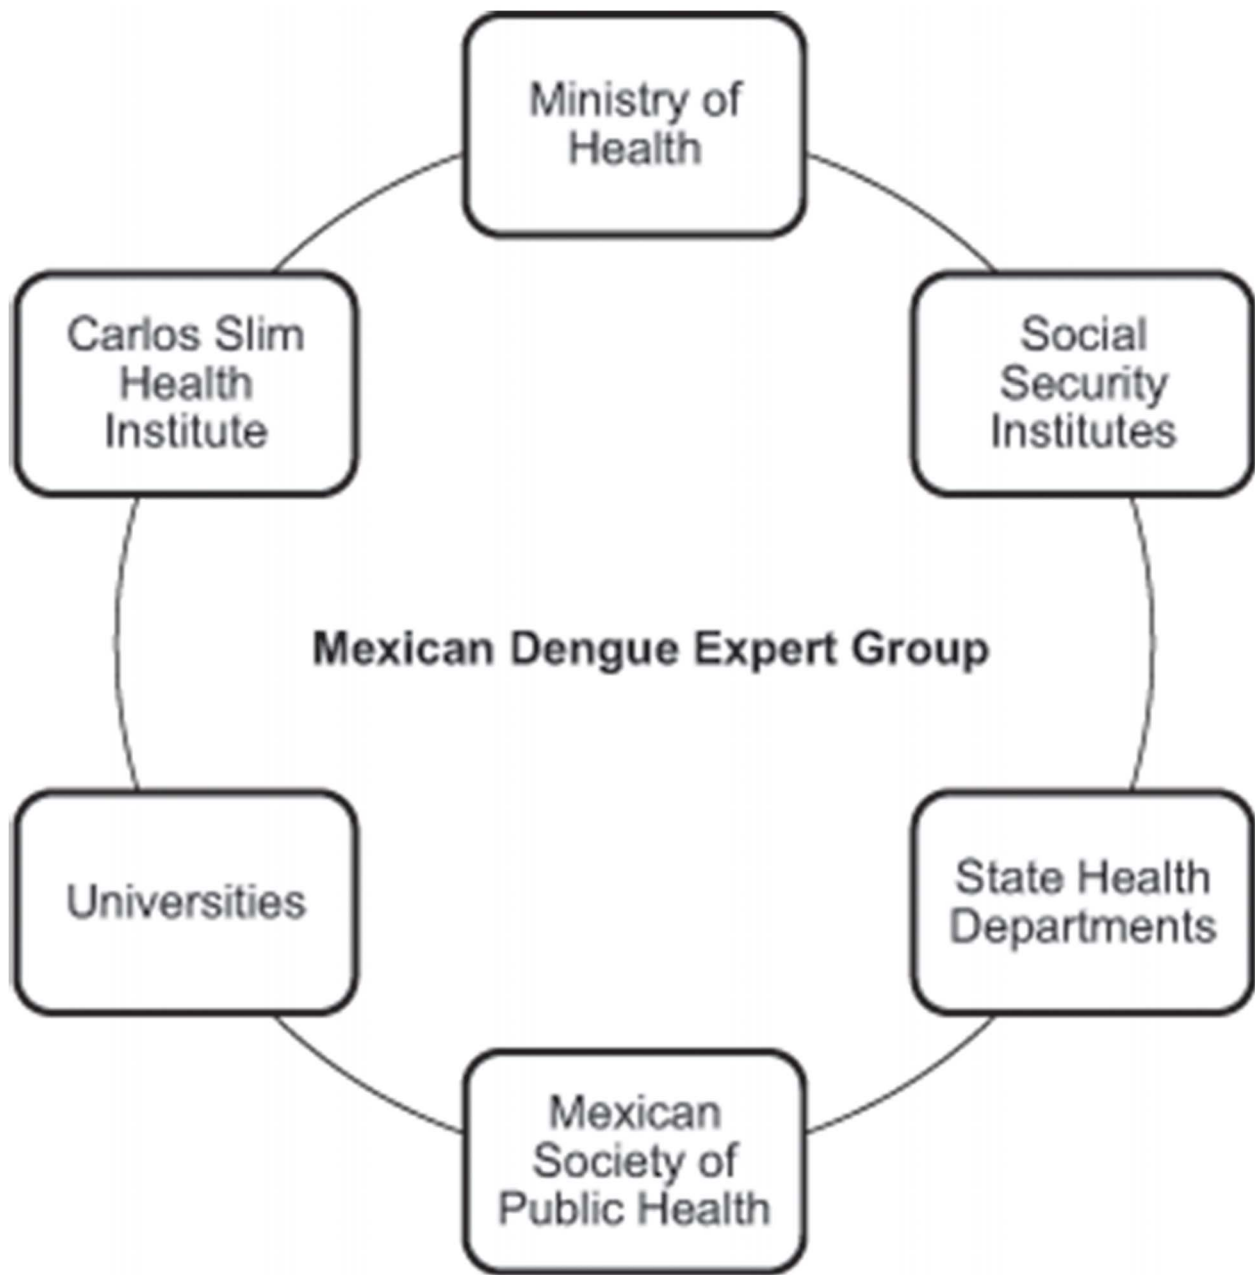 Ministry of
Health
Carlos Slim
Health
Institute
Social
Security
Institutes
Mexican Dengue Expert Group
Universities
State Health
Departments
Mexican
Society of
Public Health